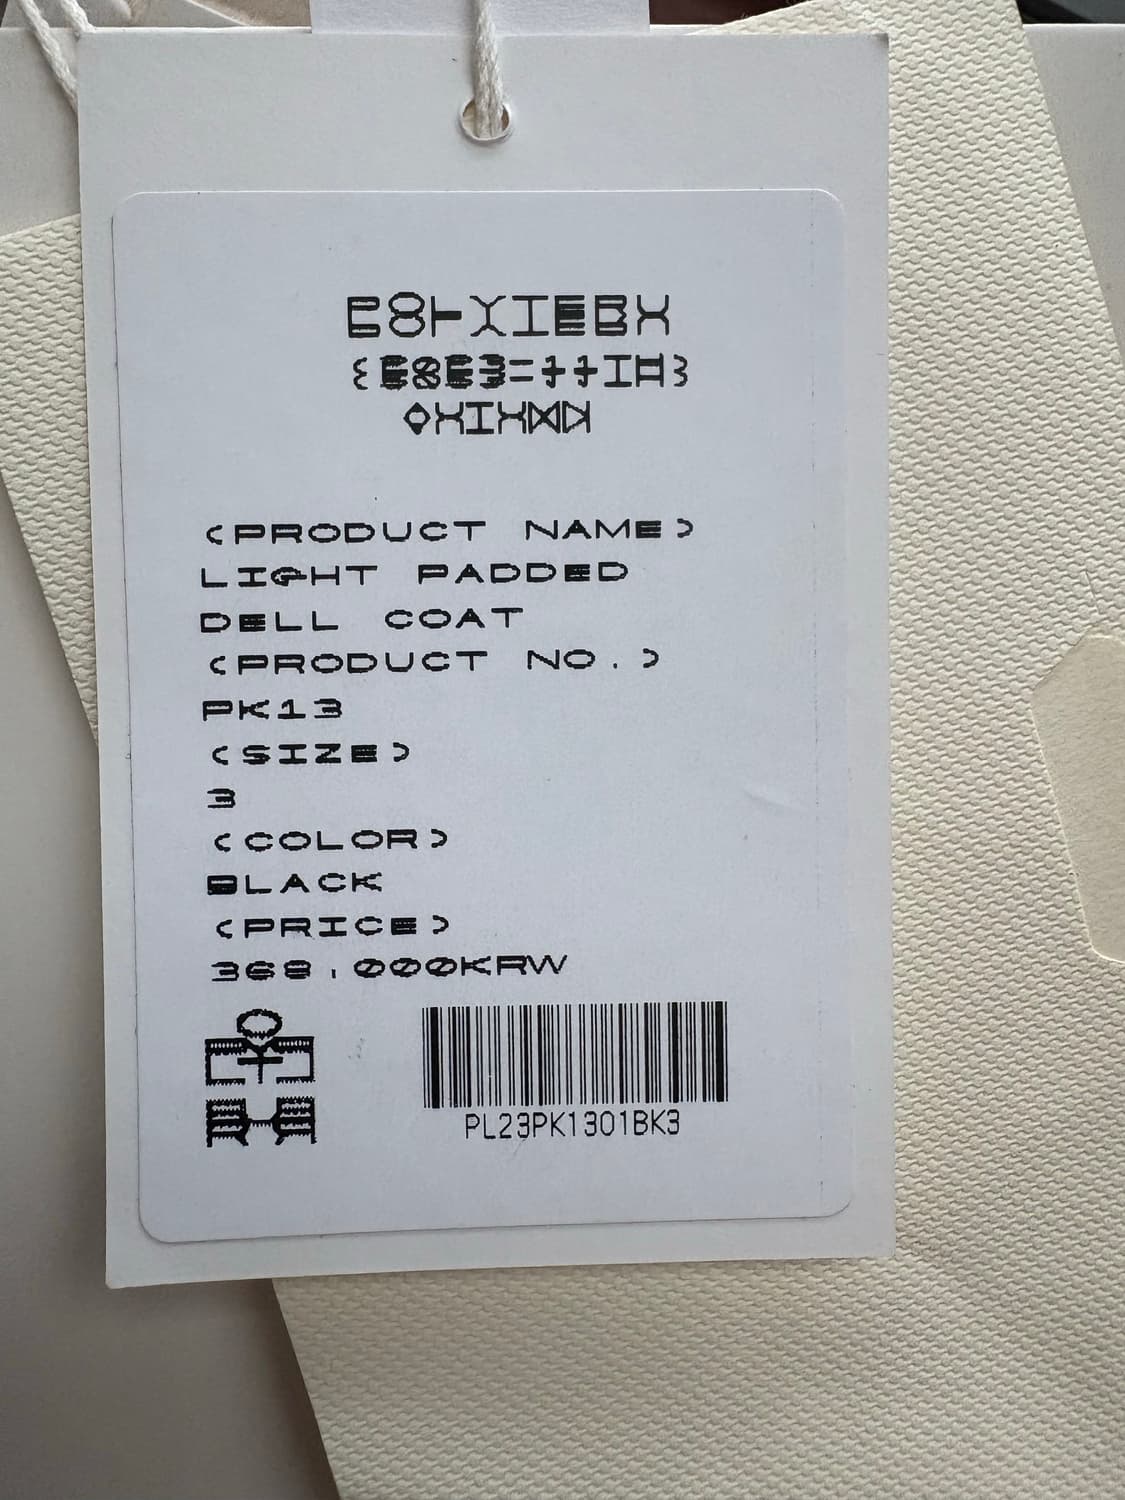 (PRODUCT NAME)
LIGHT PADDED
DELL COAT
(PRODUCT NO.)
PK13
(SIZE)
3
(COLOR)
BLACK
(PRICE)
368,000KRW
PL23PK1301BK3